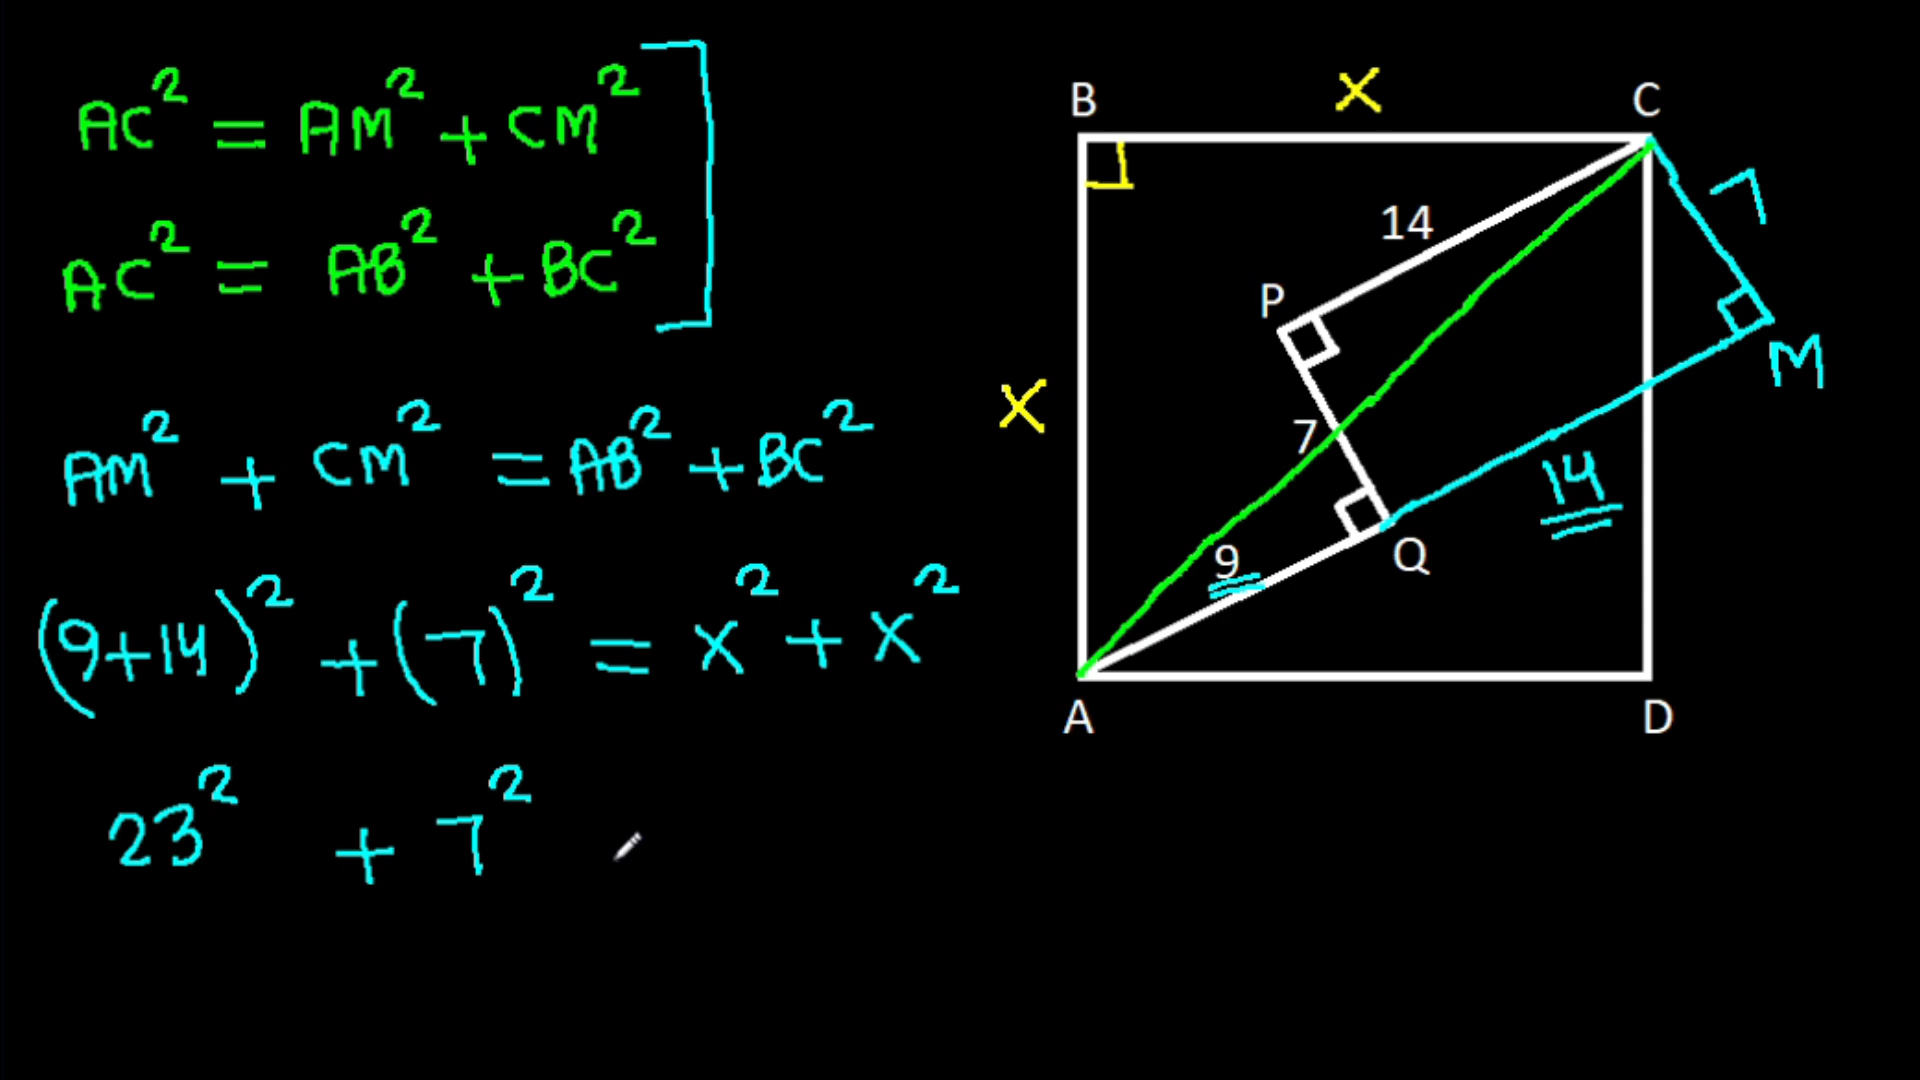 AC² = AM² + CM²
AC² = AB² + BC²
AM² + CM² = AB² + BC²
(9+14)² + (7)² = x² + x²
23² + 7²
B
x
C
14
7
P
M
x
7
14
9
Q
A
D